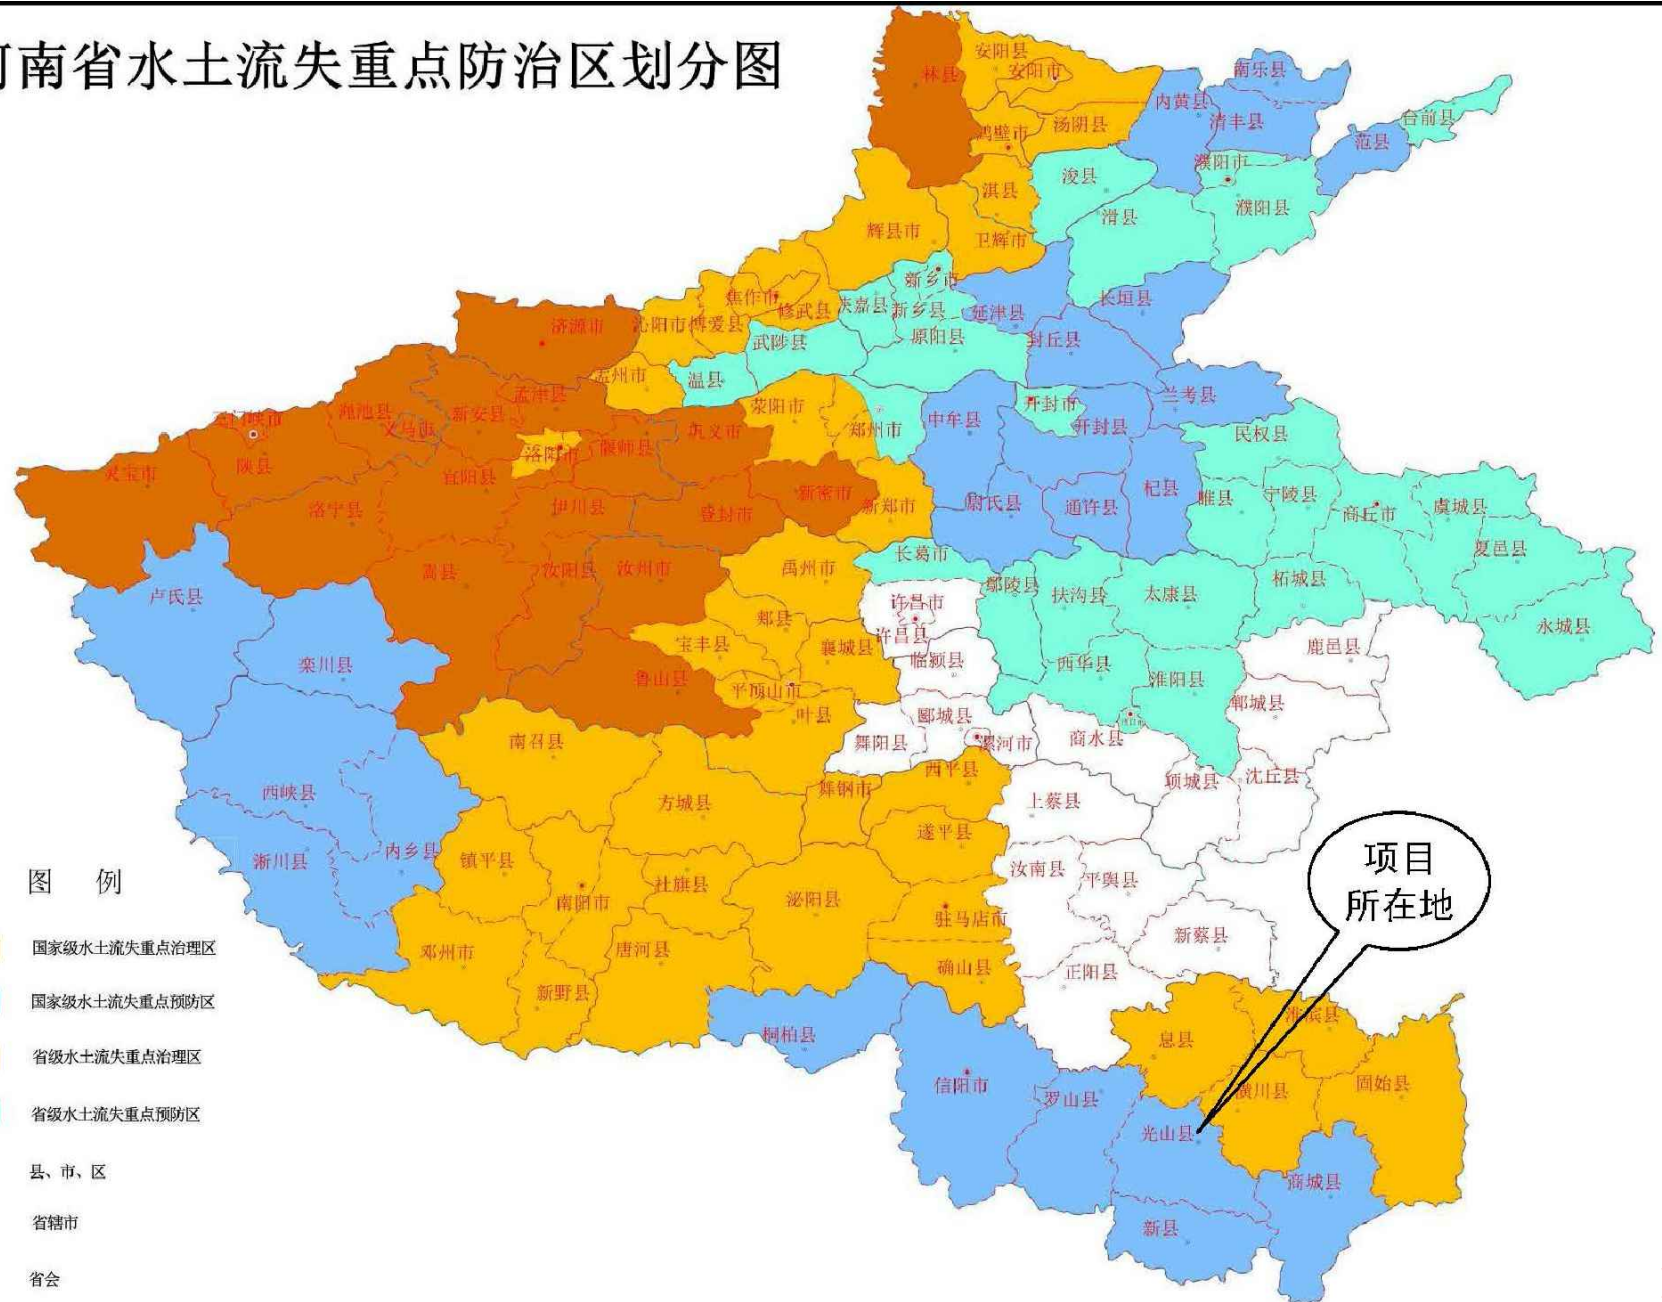 南省水土流失重点防治区划分图
林县
安阳县
安阳市
鹤壁市
汤阴县
内黄县
南乐县
清丰县
台前县
范县
濮阳市
濮阳县
浚县
滑县
淇县
卫辉市
辉县市
新乡市
新乡县
延津县
长垣县
封丘县
原阳县
焦作市
修武县
博爱县
沁阳市
武陟县
温县
孟州市
济源市
孟津县
新安县
渑池县
义马市
三门峡市
陕县
灵宝市
洛宁县
宜阳县
洛阳市
偃师县
巩义市
荥阳市
郑州市
中牟县
开封市
开封县
兰考县
民权县
睢县
宁陵县
商丘市
虞城县
夏邑县
永城县
柘城县
杞县
通许县
尉氏县
新郑市
新密市
登封市
伊川县
嵩县
汝阳县
汝州市
禹州市
长葛市
鄢陵县
扶沟县
太康县
许昌市
许昌县
临颍县
西华县
淮阳县
鹿邑县
郸城县
郏县
宝丰县
襄城县
平顶山市
叶县
鲁山县
卢氏县
栾川县
郾城县
舞阳县
漯河市
商水县
项城县
沈丘县
南召县
方城县
舞钢市
西平县
上蔡县
遂平县
西峡县
淅川县
内乡县
镇平县
南阳市
社旗县
泌阳县
汝南县
平舆县
驻马店市
新蔡县
邓州市
唐河县
新野县
确山县
正阳县
桐柏县
息县
淮滨县
信阳市
罗山县
潢川县
固始县
光山县
商城县
新县
项目
所在地
图 例
国家级水土流失重点治理区
国家级水土流失重点预防区
省级水土流失重点治理区
省级水土流失重点预防区
县、市、区
省辖市
省会